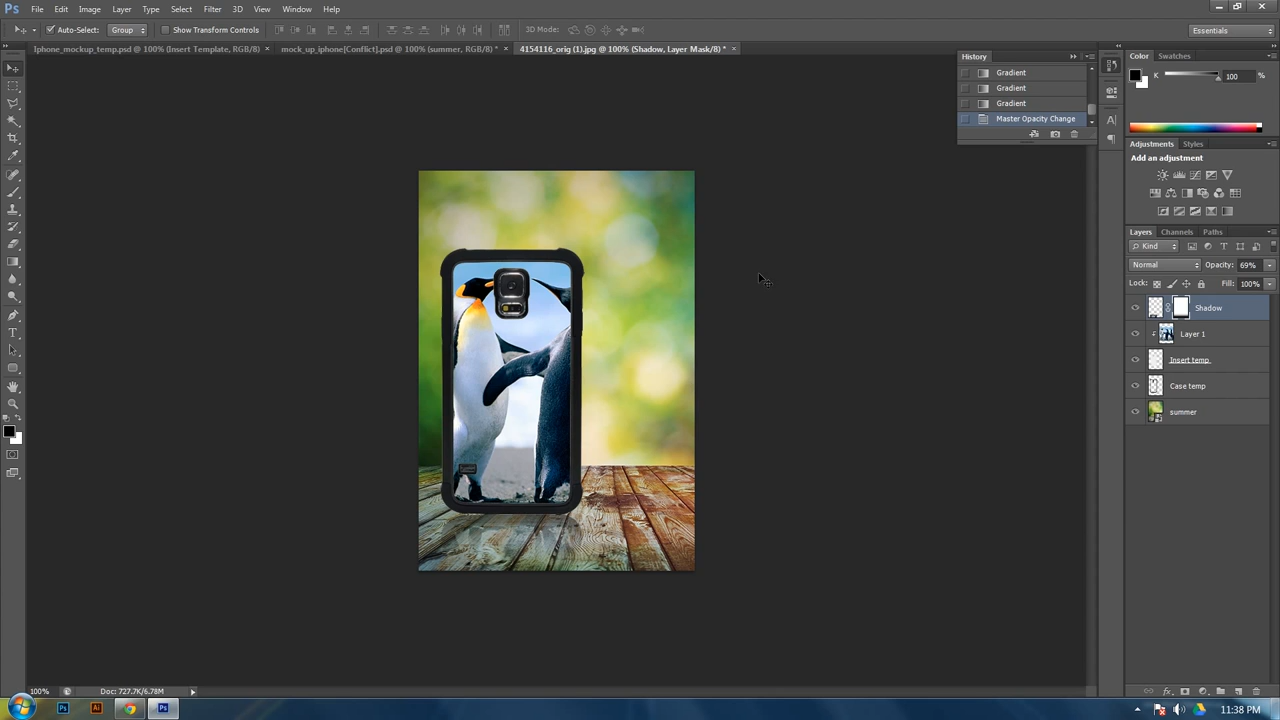 Ps File Edit Image Layer Type Select Filter 3D View Window Help
Auto-Select: Group Show Transform Controls 3D Mode: Essentials
Iphone_mockup_temp.psd @ 100% (Insert Template, RGB/8) × mock_up_iphone[Conflict].psd @ 100% (summer, RGB/8) * × 4154116_orig (1).jpg @ 100% (Shadow, Layer Mask/8) * ×
History
Gradient
Gradient
Gradient
Master Opacity Change
Color Swatches
K 100 %
Adjustments Styles
Add an adjustment
Layers Channels Paths
Kind
Normal Opacity: 69%
Lock: Fill: 100%
Shadow
Layer 1
Insert temp
Case temp
summer
100% Doc: 727.7K/6.78M
Ps Ai Ps 11:38 PM